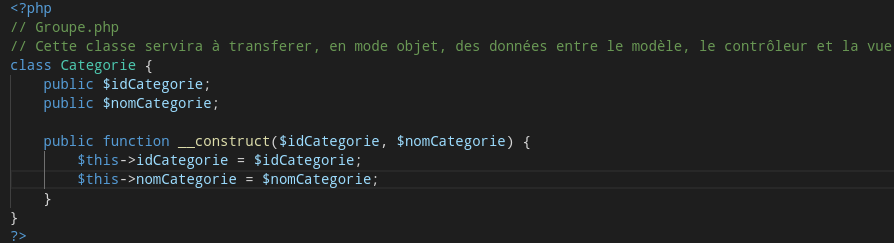 <?php
// Groupe.php
// Cette classe servira à transferer, en mode objet, des données entre le modèle, le contrôleur et la vue
class Categorie {
    public $idCategorie;
    public $nomCategorie;

    public function __construct($idCategorie, $nomCategorie) {
        $this->idCategorie = $idCategorie;
        $this->nomCategorie = $nomCategorie;
    }
}
?>